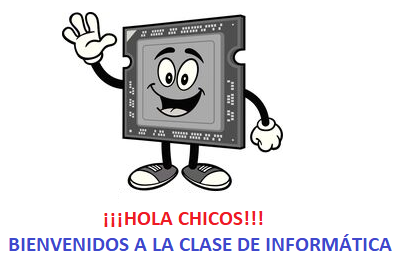 ¡¡¡HOLA CHICOS!!!
BIENVENIDOS A LA CLASE DE INFORMÁTICA